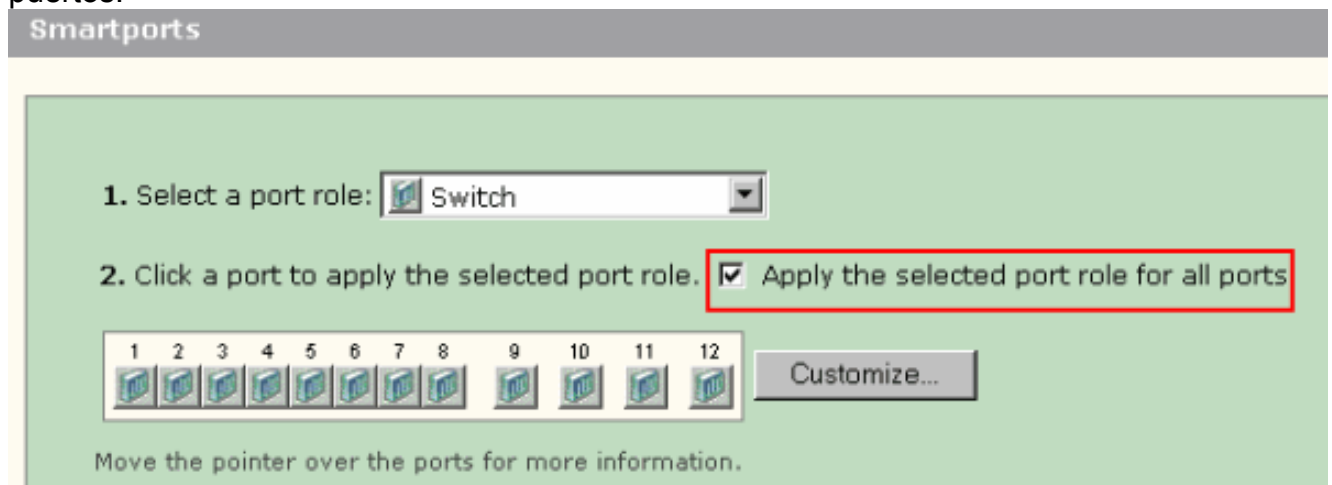 puertos.
Smartports
1. Select a port role: Switch
2. Click a port to apply the selected port role. Apply the selected port role for all ports
1 2 3 4 5 6 7 8 9 10 11 12
Customize...
Move the pointer over the ports for more information.